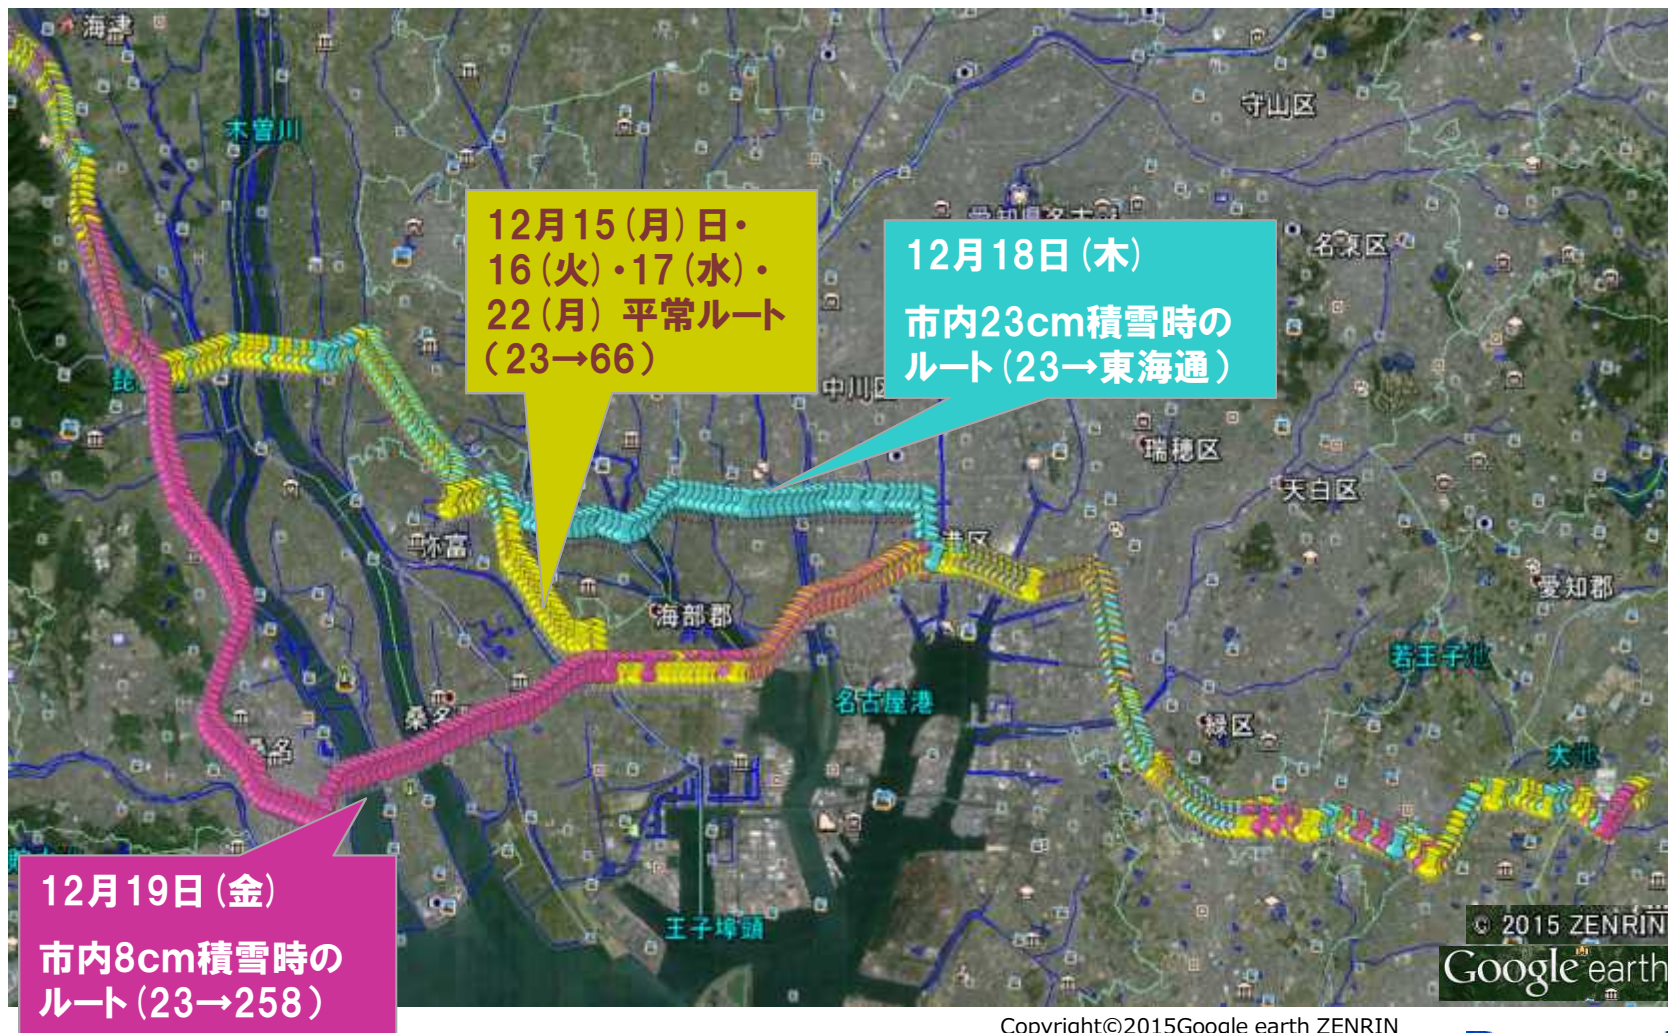 海津
木曽川
守山区
12月15(月)日・
16(火)・17(水)・
22(月) 平常ルート
(23→66)
12月18日(木)
市内23cm積雪時の
ルート(23→東海通)
名東区
中川区
瑞穂区
天白区
弥富
港区
愛知郡
海部郡
若王子池
名古屋港
緑区
桑名
桑名
大池
12月19日(金)
市内8cm積雪時の
ルート(23→258)
王子埠頭
© 2015 ZENRIN
Google earth
Copyright©2015Google earth ZENRIN